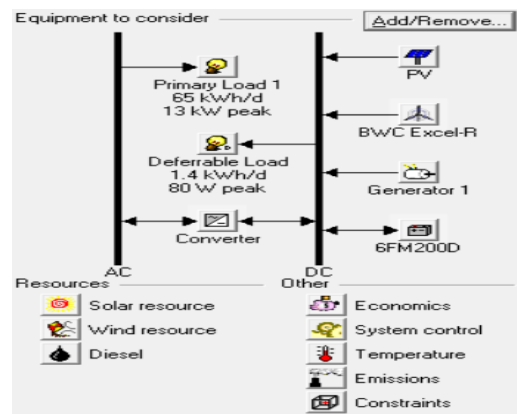 Equipment to consider
Add/Remove...
Primary Load 1
65 kWh/d
13 kW peak
PV
BWC Excel-R
Deferrable Load
1.4 kWh/d
80 W peak
Generator 1
Converter
6FM200D
AC
DC
Resources
Other
Solar resource
Economics
Wind resource
System control
Diesel
Temperature
Emissions
Constraints